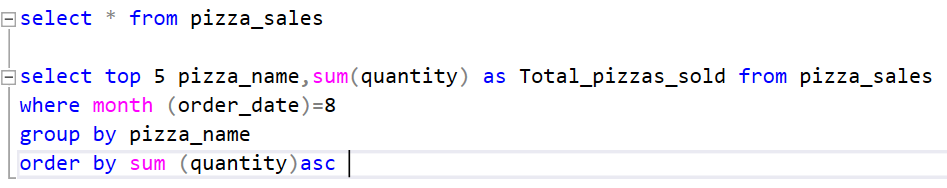 select * from pizza_sales
select top 5 pizza_name,sum(quantity) as Total_pizzas_sold from pizza_sales
where month (order_date)=8
group by pizza_name
order by sum (quantity)asc